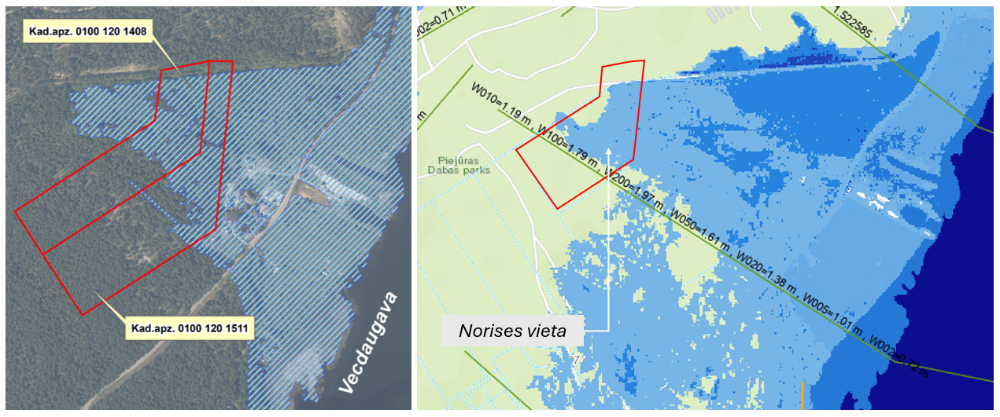 Kad.apz. 0100 120 1408
Kad.apz. 0100 120 1511
Vecdaugava
002=0.71 m
1.522585
m
W010=1.19 m , W100=1.79 m, W200=1.97 m , W050=1.61 m , W020=1.38 m , W005=1.01 m , W002=0.72 m
Piejūras
Dabas parks
Norises vieta
7